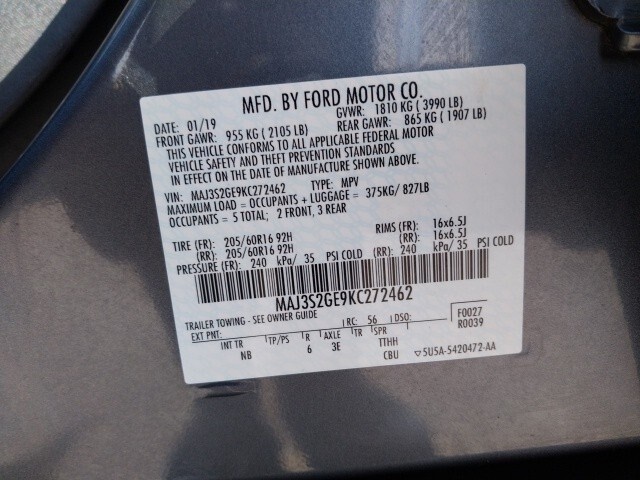 MFD. BY FORD MOTOR CO.
DATE: 01/19 GVWR: 1810 KG ( 3990 LB)
FRONT GAWR: 955 KG ( 2105 LB) REAR GAWR: 865 KG ( 1907 LB)
THIS VEHICLE CONFORMS TO ALL APPLICABLE FEDERAL MOTOR
VEHICLE SAFETY AND THEFT PREVENTION STANDARDS
IN EFFECT ON THE DATE OF MANUFACTURE SHOWN ABOVE.
VIN: MAJ3S2GE9KC272462 TYPE: MPV
MAXIMUM LOAD = OCCUPANTS + LUGGAGE = 375KG/ 827LB
OCCUPANTS = 5 TOTAL; 2 FRONT, 3 REAR
TIRE (FR): 205/60R16 92H RIMS (FR): 16x6.5J
(RR): 205/60R16 92H (RR): 16x6.5J
PRESSURE (FR): 240 kPa/ 35 PSI COLD (RR): 240 kPa/ 35 PSI COLD
MAJ3S2GE9KC272462
TRAILER TOWING - SEE OWNER GUIDE
EXT PNT: RC: 56 DSO: F0027
R0039
INT TR TP/PS R AXLE TR SPR
NB 6 3E TTHH
CBU 5U5A-5420472-AA